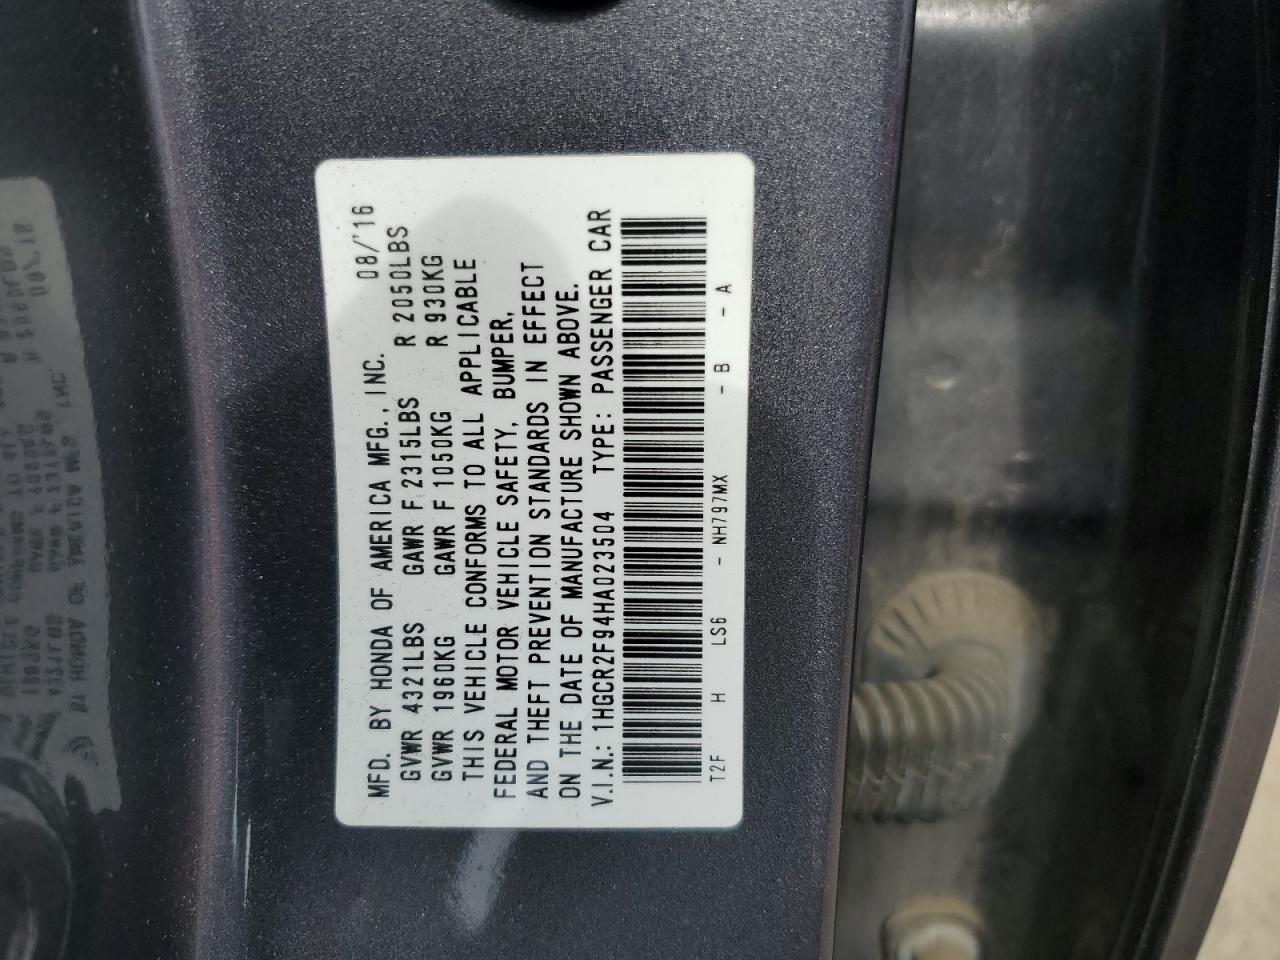 MFD. BY HONDA OF AMERICA MFG., INC. 08/'16
GVWR 4321LBS GAWR F 2315LBS R 2050LBS
GVWR 1960KG GAWR F 1050KG R 930KG
THIS VEHICLE CONFORMS TO ALL APPLICABLE
FEDERAL MOTOR VEHICLE SAFETY, BUMPER,
AND THEFT PREVENTION STANDARDS IN EFFECT
ON THE DATE OF MANUFACTURE SHOWN ABOVE.
V.I.N.: 1HGCR2F94HA023504 TYPE: PASSENGER CAR
T2F H LS6 - NH797MX - B - A